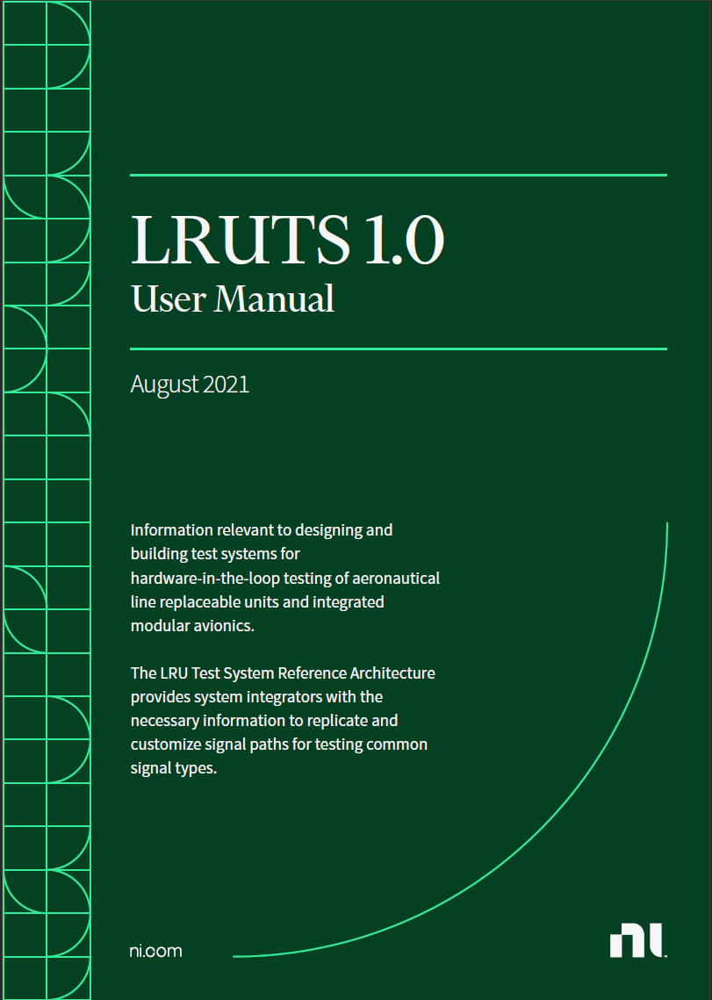 LRUTS 1.0
User Manual
August 2021
Information relevant to designing and
building test systems for
hardware-in-the-loop testing of aeronautical
line replaceable units and integrated
modular avionics.
The LRU Test System Reference Architecture
provides system integrators with the
necessary information to replicate and
customize signal paths for testing common
signal types.
ni.com
ni